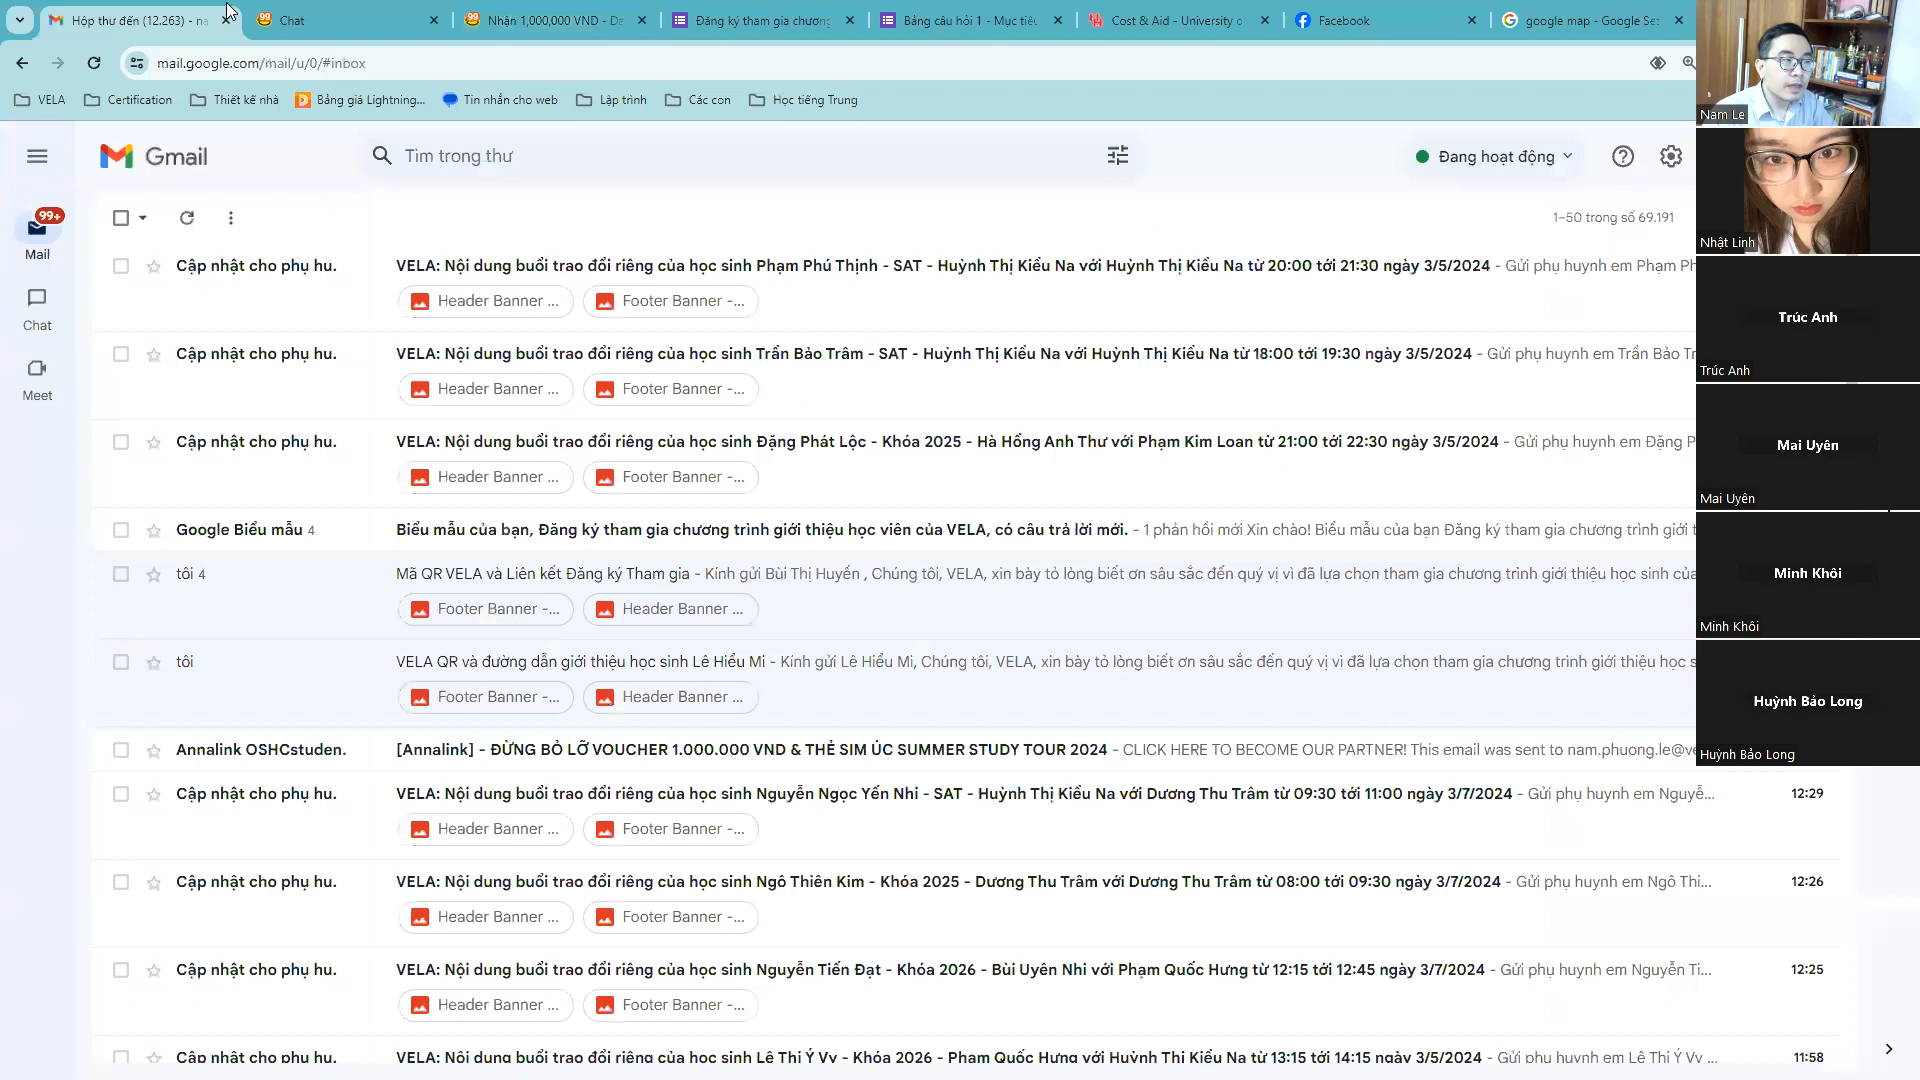 Hộp thư đến (12.263) - na
Chat
Nhận 1,000,000 VND - Da
Đăng ký tham gia chương
Bảng câu hỏi 1 - Mục tiêu
Cost & Aid - University o
Facebook
google map - Google Se
mail.google.com/mail/u/0/#inbox
VELA
Certification
Thiết kế nhà
Bảng giá Lightning...
Tin nhắn cho web
Lập trình
Các con
Học tiếng Trung
Gmail
Tìm trong thư
Đang hoạt động
99+
Mail
Chat
Meet
1–50 trong số 69.191
Cập nhật cho phụ hu.
VELA: Nội dung buổi trao đổi riêng của học sinh Phạm Phú Thịnh - SAT - Huỳnh Thị Kiều Na với Huỳnh Thị Kiều Na từ 20:00 tới 21:30 ngày 3/5/2024 - Gửi phụ huynh em Phạm Ph
Header Banner ...
Footer Banner -...
Cập nhật cho phụ hu.
VELA: Nội dung buổi trao đổi riêng của học sinh Trần Bảo Trâm - SAT - Huỳnh Thị Kiều Na với Huỳnh Thị Kiều Na từ 18:00 tới 19:30 ngày 3/5/2024 - Gửi phụ huynh em Trần Bảo Tr
Header Banner ...
Footer Banner -...
Cập nhật cho phụ hu.
VELA: Nội dung buổi trao đổi riêng của học sinh Đặng Phát Lộc - Khóa 2025 - Hà Hồng Anh Thư với Phạm Kim Loan từ 21:00 tới 22:30 ngày 3/5/2024 - Gửi phụ huynh em Đặng P
Header Banner ...
Footer Banner -...
Google Biểu mẫu 4
Biểu mẫu của bạn, Đăng ký tham gia chương trình giới thiệu học viên của VELA, có câu trả lời mới. - 1 phản hồi mới Xin chào! Biểu mẫu của bạn Đăng ký tham gia chương trình giới t
tôi 4
Mã QR VELA và Liên kết Đăng ký Tham gia - Kính gửi Bùi Thị Huyền , Chúng tôi, VELA, xin bày tỏ lòng biết ơn sâu sắc đến quý vị vì đã lựa chọn tham gia chương trình giới thiệu học sinh của
Footer Banner -...
Header Banner ...
tôi
VELA QR và đường dẫn giới thiệu học sinh Lê Hiểu Mi - Kính gửi Lê Hiểu Mi, Chúng tôi, VELA, xin bày tỏ lòng biết ơn sâu sắc đến quý vị vì đã lựa chọn tham gia chương trình giới thiệu học s
Footer Banner -...
Header Banner ...
Annalink OSHCstuden.
[Annalink] - ĐỪNG BỎ LỠ VOUCHER 1.000.000 VND & THẺ SIM ÚC SUMMER STUDY TOUR 2024 - CLICK HERE TO BECOME OUR PARTNER! This email was sent to nam.phuong.le@ve
Cập nhật cho phụ hu.
VELA: Nội dung buổi trao đổi riêng của học sinh Nguyễn Ngọc Yến Nhi - SAT - Huỳnh Thị Kiều Na với Dương Thu Trâm từ 09:30 tới 11:00 ngày 3/7/2024 - Gửi phụ huynh em Nguyễ...
12:29
Header Banner ...
Footer Banner -...
Cập nhật cho phụ hu.
VELA: Nội dung buổi trao đổi riêng của học sinh Ngô Thiên Kim - Khóa 2025 - Dương Thu Trâm với Dương Thu Trâm từ 08:00 tới 09:30 ngày 3/7/2024 - Gửi phụ huynh em Ngô Thi...
12:26
Header Banner ...
Footer Banner -...
Cập nhật cho phụ hu.
VELA: Nội dung buổi trao đổi riêng của học sinh Nguyễn Tiến Đạt - Khóa 2026 - Bùi Uyên Nhi với Phạm Quốc Hưng từ 12:15 tới 12:45 ngày 3/7/2024 - Gửi phụ huynh em Nguyễn Ti...
12:25
Header Banner ...
Footer Banner -...
Cập nhật cho phụ hu.
VELA: Nội dung buổi trao đổi riêng của học sinh Lê Thị Ý Vy - Khóa 2026 - Phạm Quốc Hưng với Huỳnh Thị Kiều Na từ 13:15 tới 14:15 ngày 3/5/2024 - Gửi phụ huynh em Lê Thị Ý Vy ...
11:58
Nam Le
Nhật Linh
Trúc Anh
Trúc Anh
Mai Uyên
Mai Uyên
Minh Khôi
Minh Khôi
Huỳnh Bảo Long
Huỳnh Bảo Long